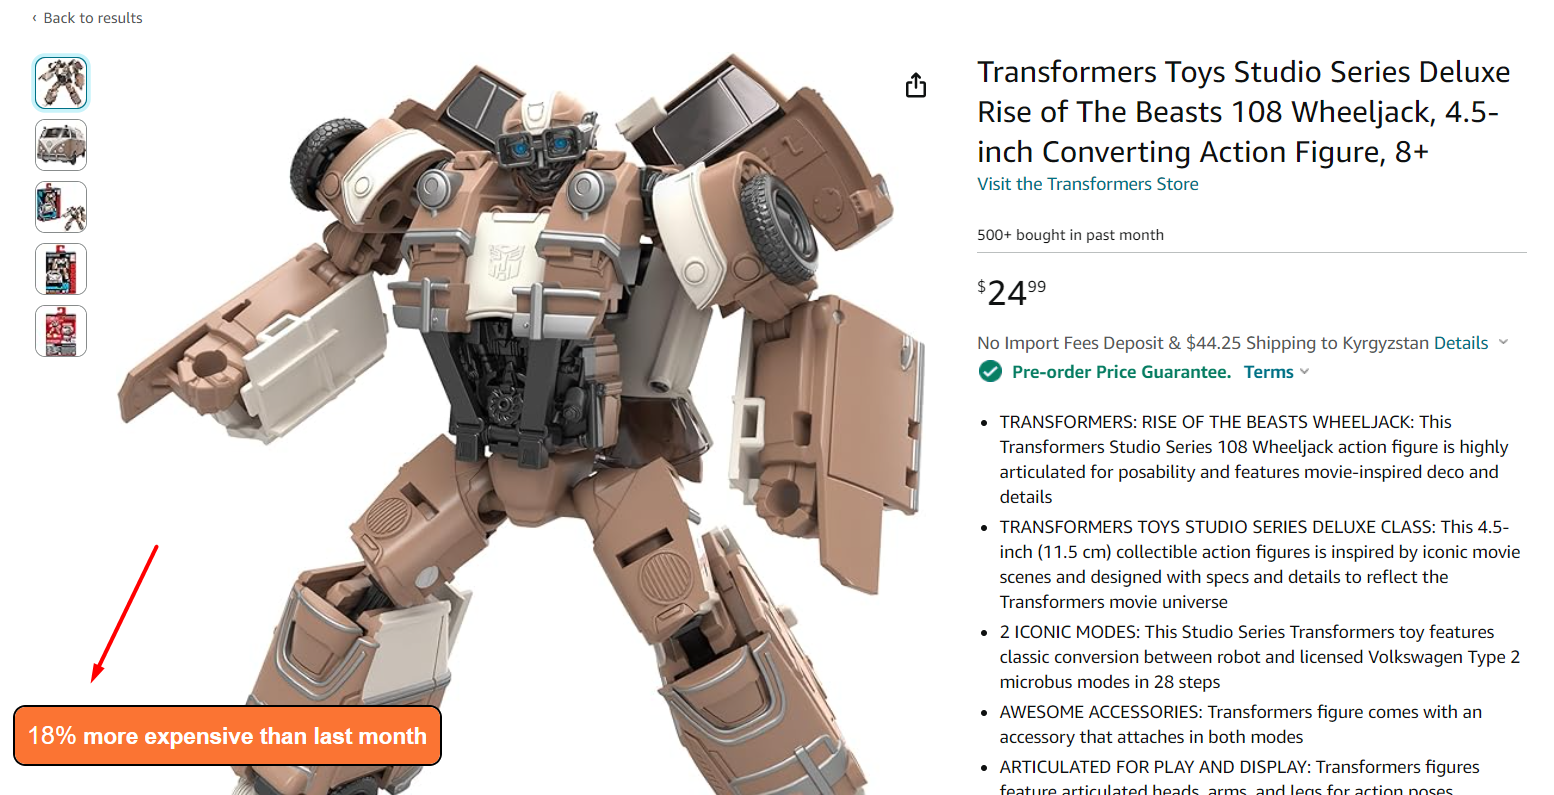 ‹ Back to results
Transformers Toys Studio Series Deluxe
Rise of The Beasts 108 Wheeljack, 4.5-
inch Converting Action Figure, 8+
Visit the Transformers Store
500+ bought in past month
$24.99
No Import Fees Deposit & $44.25 Shipping to Kyrgyzstan Details
Pre-order Price Guarantee. Terms
• TRANSFORMERS: RISE OF THE BEASTS WHEELJACK: This
Transformers Studio Series 108 Wheeljack action figure is highly
articulated for posability and features movie-inspired deco and
details
• TRANSFORMERS TOYS STUDIO SERIES DELUXE CLASS: This 4.5-
inch (11.5 cm) collectible action figures is inspired by iconic movie
scenes and designed with specs and details to reflect the
Transformers movie universe
• 2 ICONIC MODES: This Studio Series Transformers toy features
classic conversion between robot and licensed Volkswagen Type 2
microbus modes in 28 steps
• AWESOME ACCESSORIES: Transformers figure comes with an
accessory that attaches in both modes
• ARTICULATED FOR PLAY AND DISPLAY: Transformers figures
feature articulated heads, arms, and legs for action poses
18% more expensive than last month